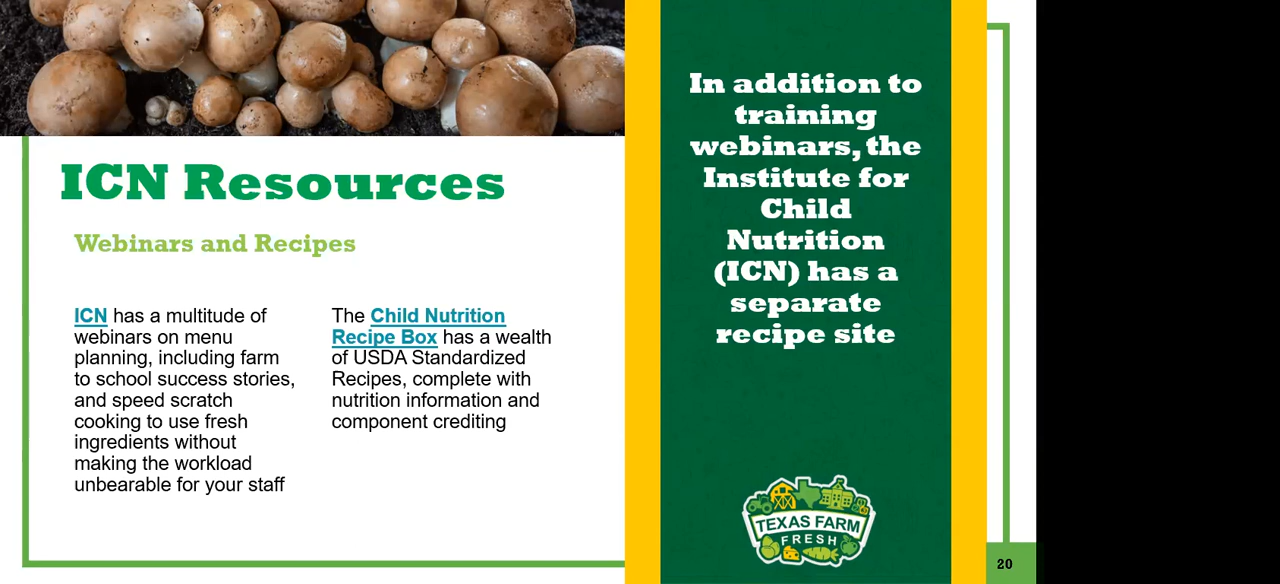 ICN Resources
Webinars and Recipes
ICN has a multitude of
webinars on menu
planning, including farm
to school success stories,
and speed scratch
cooking to use fresh
ingredients without
making the workload
unbearable for your staff
The Child Nutrition
Recipe Box has a wealth
of USDA Standardized
Recipes, complete with
nutrition information and
component crediting
In addition to
training
webinars, the
Institute for
Child
Nutrition
(ICN) has a
separate
recipe site
TEXAS FARM
FRESH
20